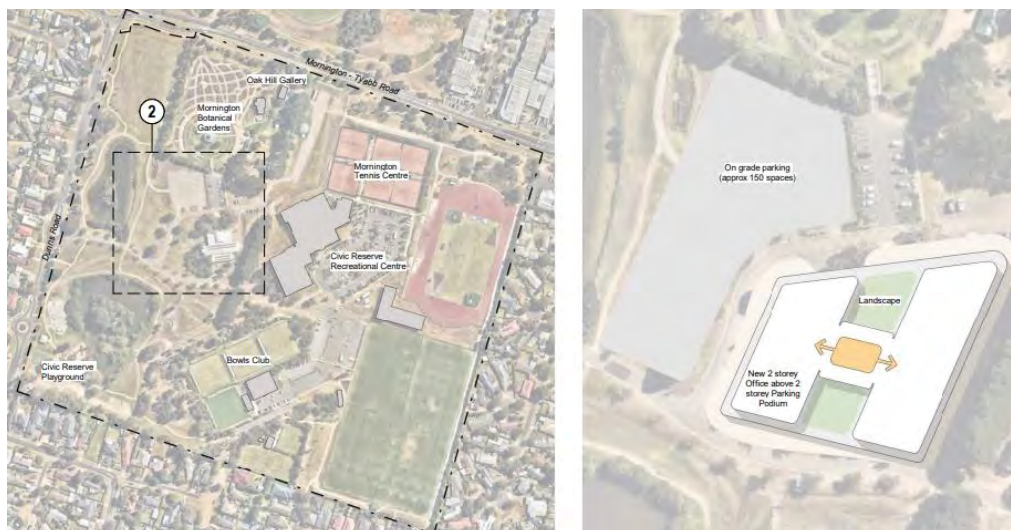 Mornington - Tyabb Road
Oak Hill Gallery
Mornington
Botanical
Gardens
2
Mornington
Tennis Centre
Dunns Road
Civic Reserve
Recreational Centre
Bowls Club
Civic Reserve
Playground
On grade parking
(approx 150 spaces)
Landscape
New 2 storey
Office above 2
storey Parking
Podium